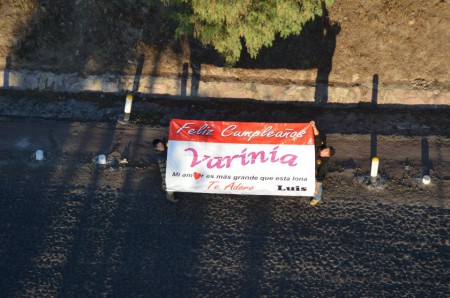 Feliz Cumpleaños
Varinia
Mi amor es más grande que esta lona
Te Adoro Luis